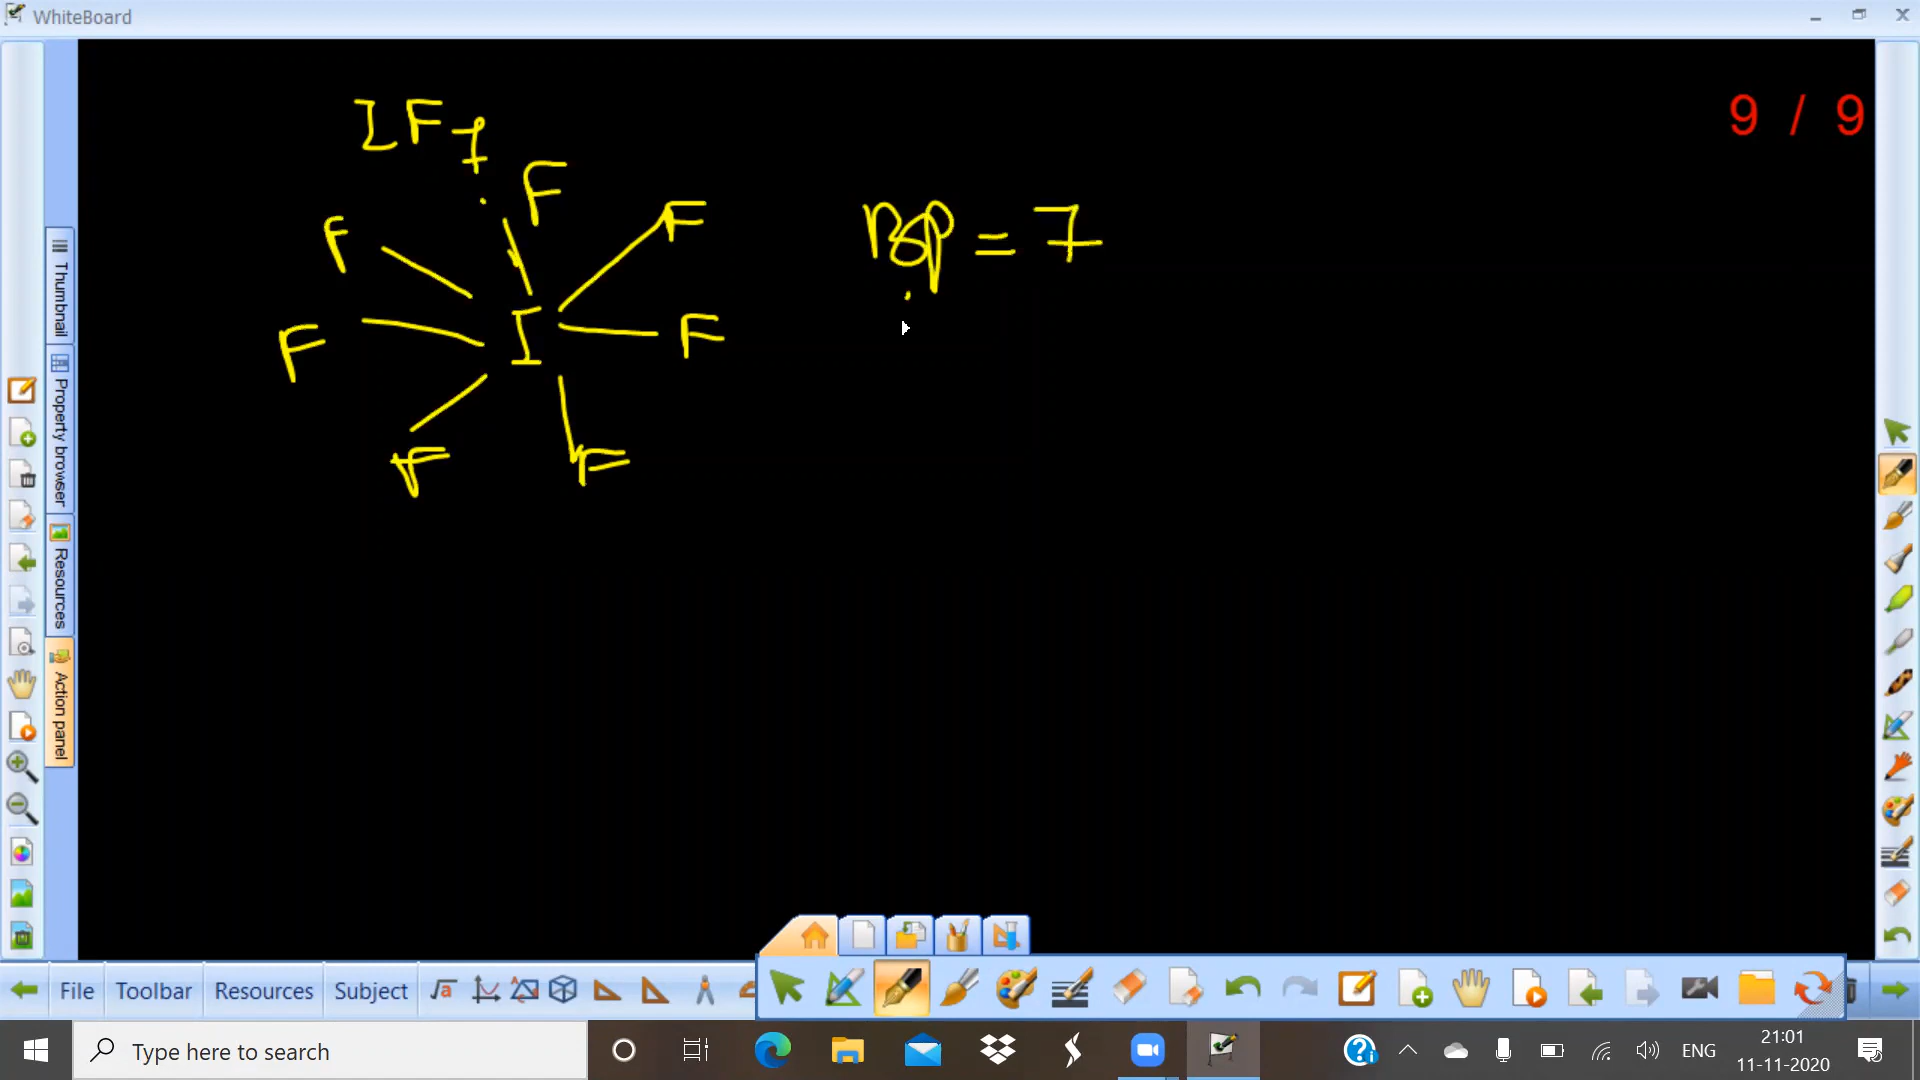 WhiteBoard
9 / 9
IF7
F
F
F
F
F
I
F
F
F
BP = 7
Thumbnail
Property browser
Resources
Action panel
File
Toolbar
Resources
Subject
Type here to search
ENG
21:01
11-11-2020